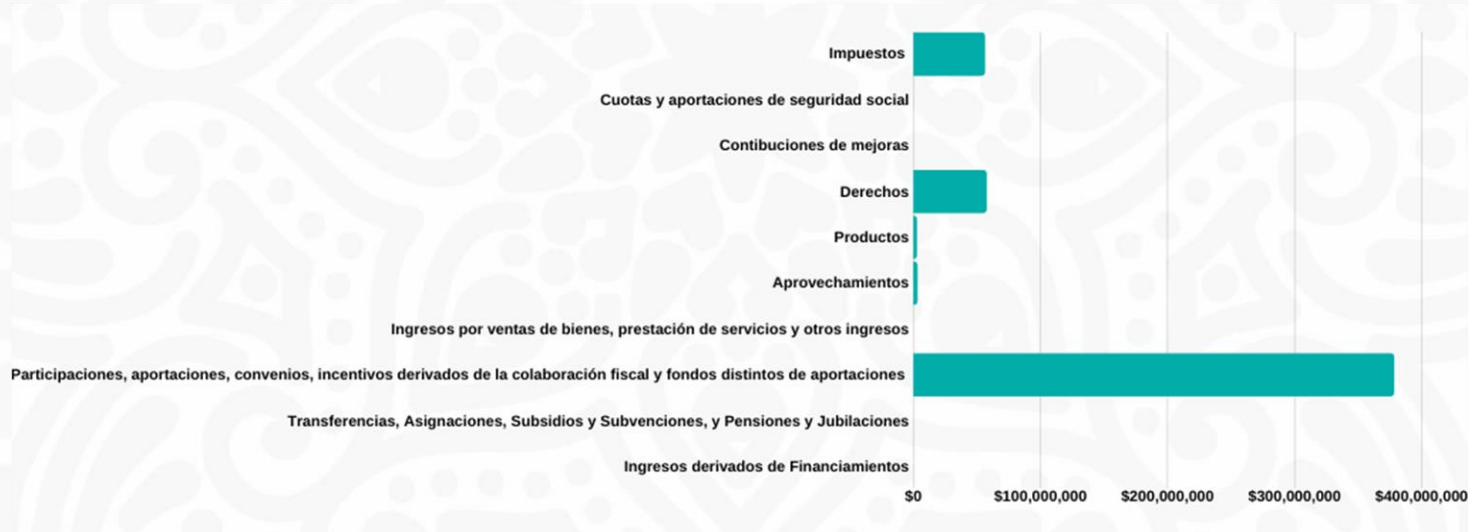 Impuestos
Cuotas y aportaciones de seguridad social
Contibuciones de mejoras
Derechos
Productos
Aprovechamientos
Ingresos por ventas de bienes, prestación de servicios y otros ingresos
Participaciones, aportaciones, convenios, incentivos derivados de la colaboración fiscal y fondos distintos de aportaciones
Transferencias, Asignaciones, Subsidios y Subvenciones, y Pensiones y Jubilaciones
Ingresos derivados de Financiamientos
$0 $100,000,000 $200,000,000 $300,000,000 $400,000,000